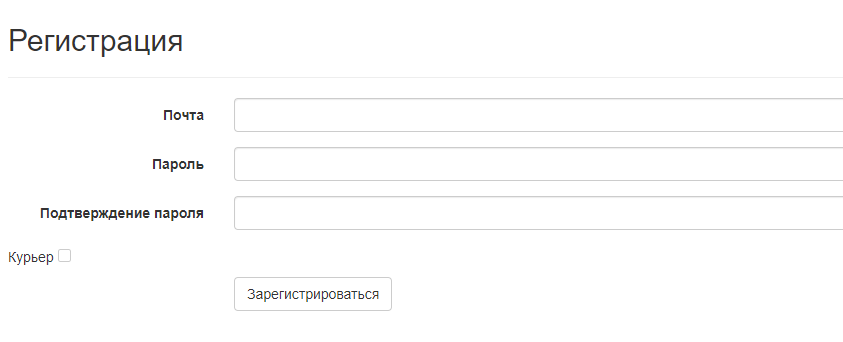 Регистрация
Почта
Пароль
Подтверждение пароля
Курьер
Зарегистрироваться